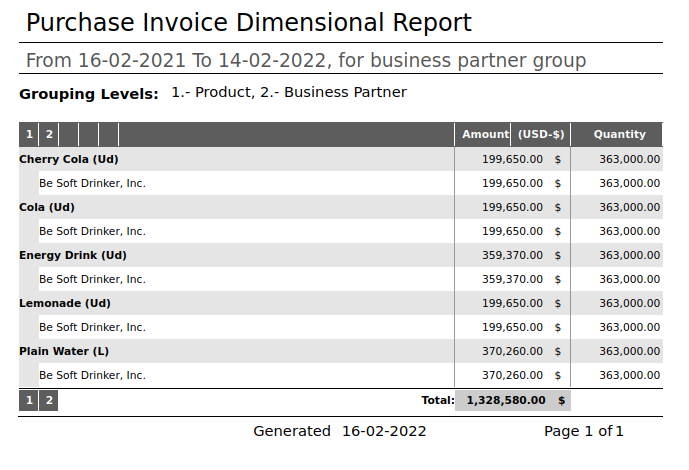 Purchase Invoice Dimensional Report
From 16-02-2021 To 14-02-2022, for business partner group
Grouping Levels: 1.- Product, 2.- Business Partner
1 2 Amount (USD-$) Quantity
Cherry Cola (Ud) 199,650.00 $ 363,000.00
Be Soft Drinker, Inc. 199,650.00 $ 363,000.00
Cola (Ud) 199,650.00 $ 363,000.00
Be Soft Drinker, Inc. 199,650.00 $ 363,000.00
Energy Drink (Ud) 359,370.00 $ 363,000.00
Be Soft Drinker, Inc. 359,370.00 $ 363,000.00
Lemonade (Ud) 199,650.00 $ 363,000.00
Be Soft Drinker, Inc. 199,650.00 $ 363,000.00
Plain Water (L) 370,260.00 $ 363,000.00
Be Soft Drinker, Inc. 370,260.00 $ 363,000.00
1 2 Total: 1,328,580.00 $
Generated 16-02-2022 Page 1 of 1